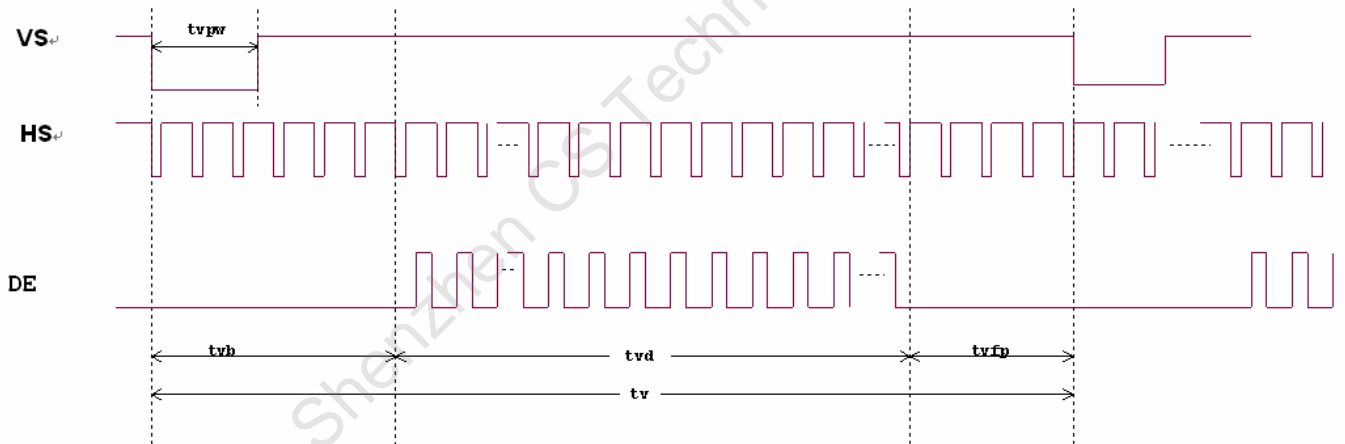 VS↵
tvpw
HS↵
DE
tvb
tvd
tvfp
tv
Shenzhen CS Techn